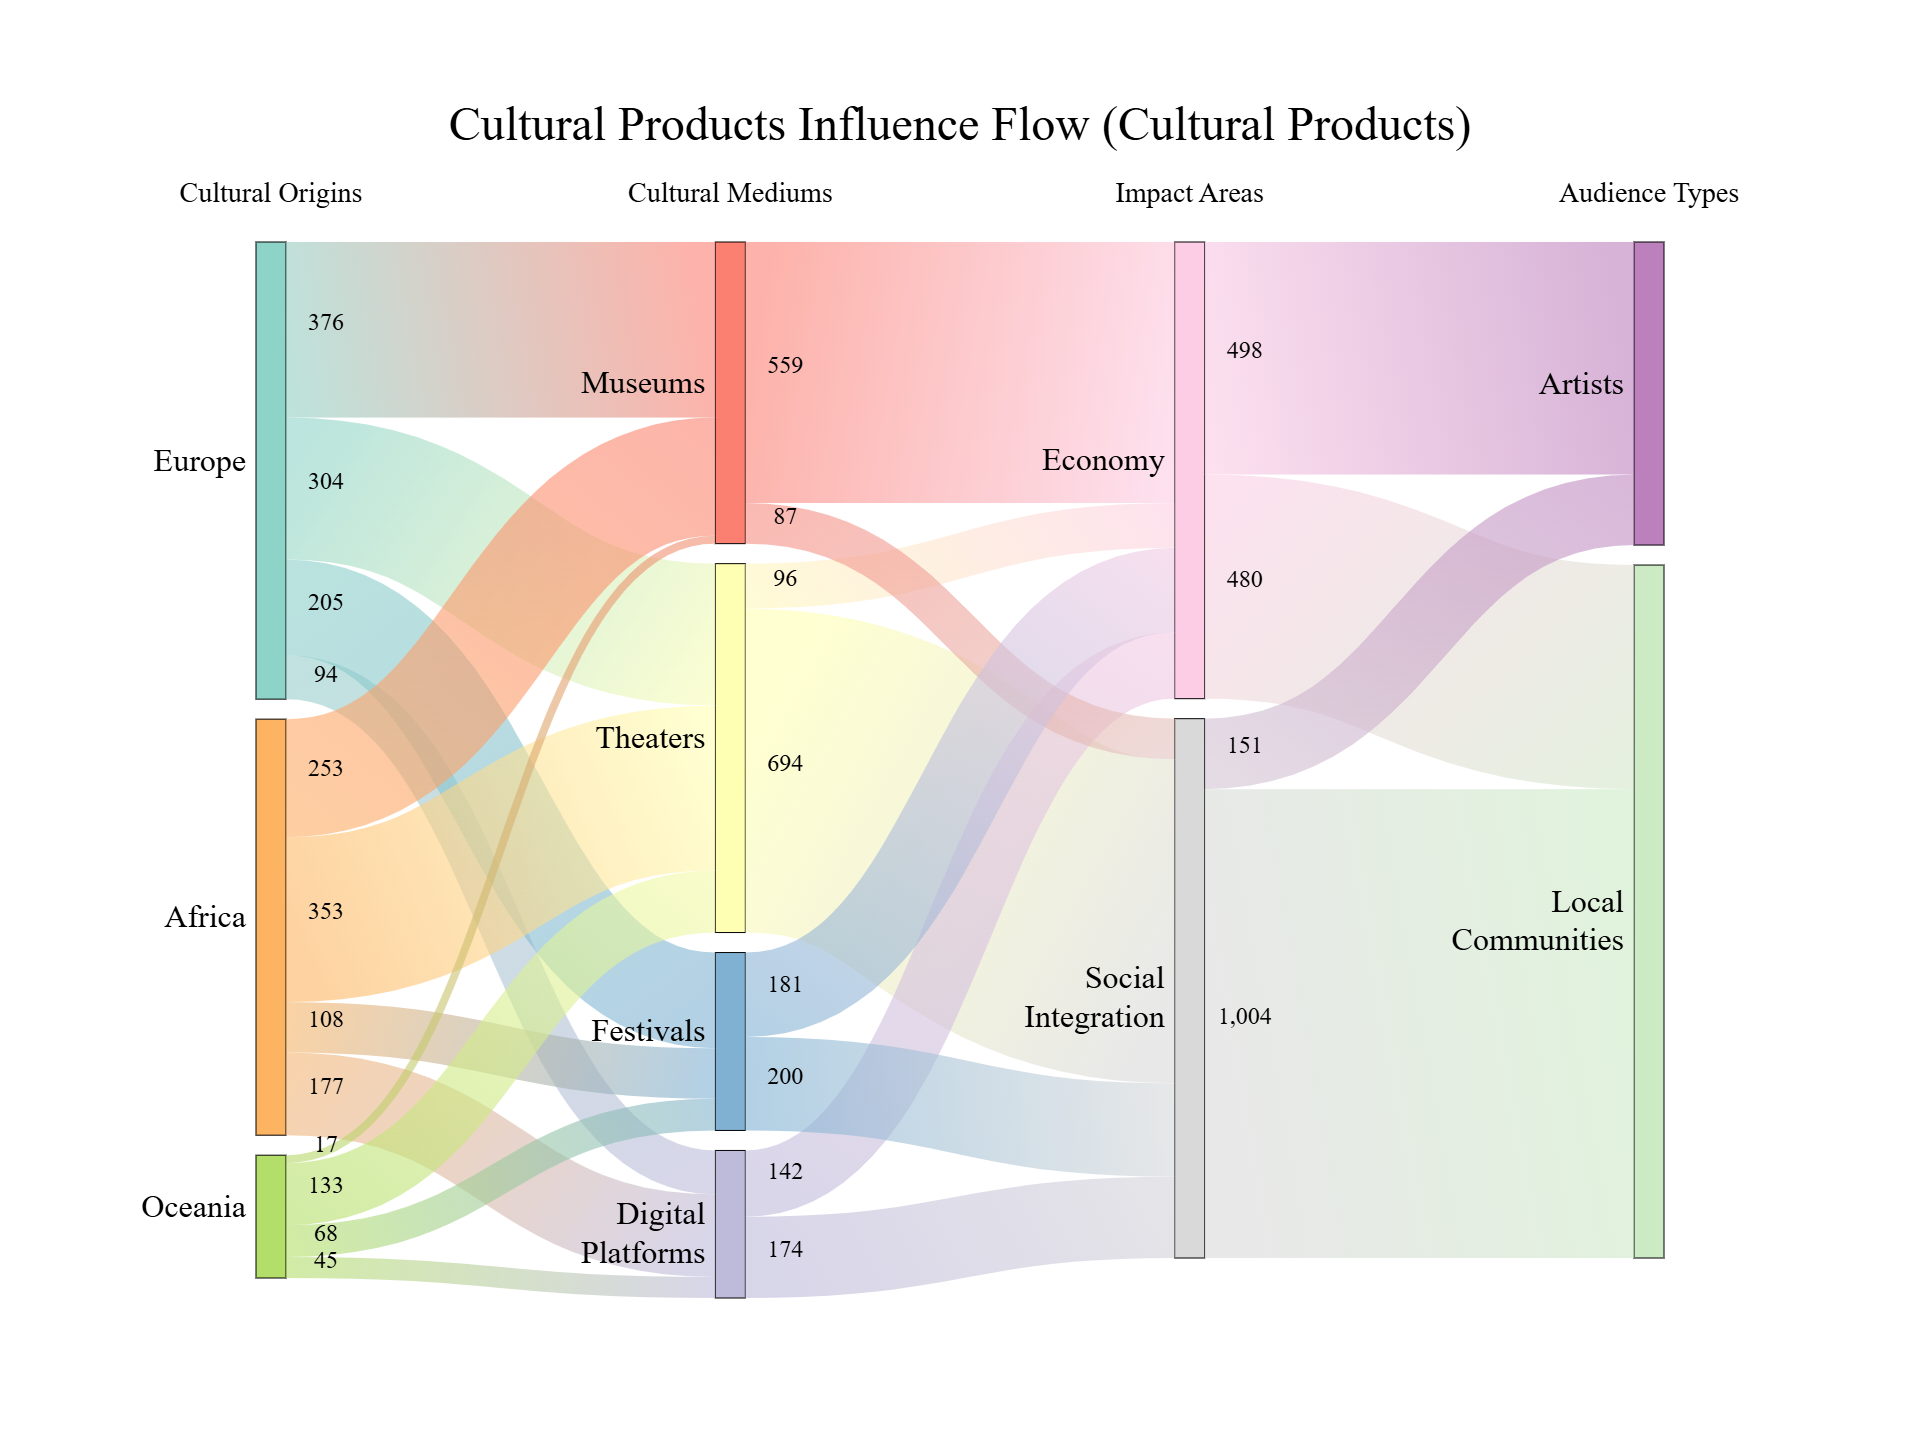 Cultural Products Influence Flow (Cultural Products)
Cultural Origins
Cultural Mediums
Impact Areas
Audience Types
Europe
376
304
205
94
Africa
253
353
108
177
Oceania
17
133
68
45
Museums
559
87
Theaters
96
694
Festivals
181
200
Digital
Platforms
142
174
Economy
498
480
Social
Integration
151
1,004
Artists
Local
Communities